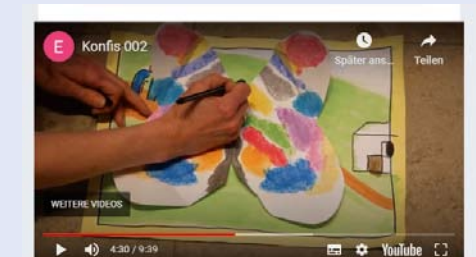 E Konfis 002
Später ans... Teilen
WEITERE VIDEOS
4:30 / 9:39 YouTube